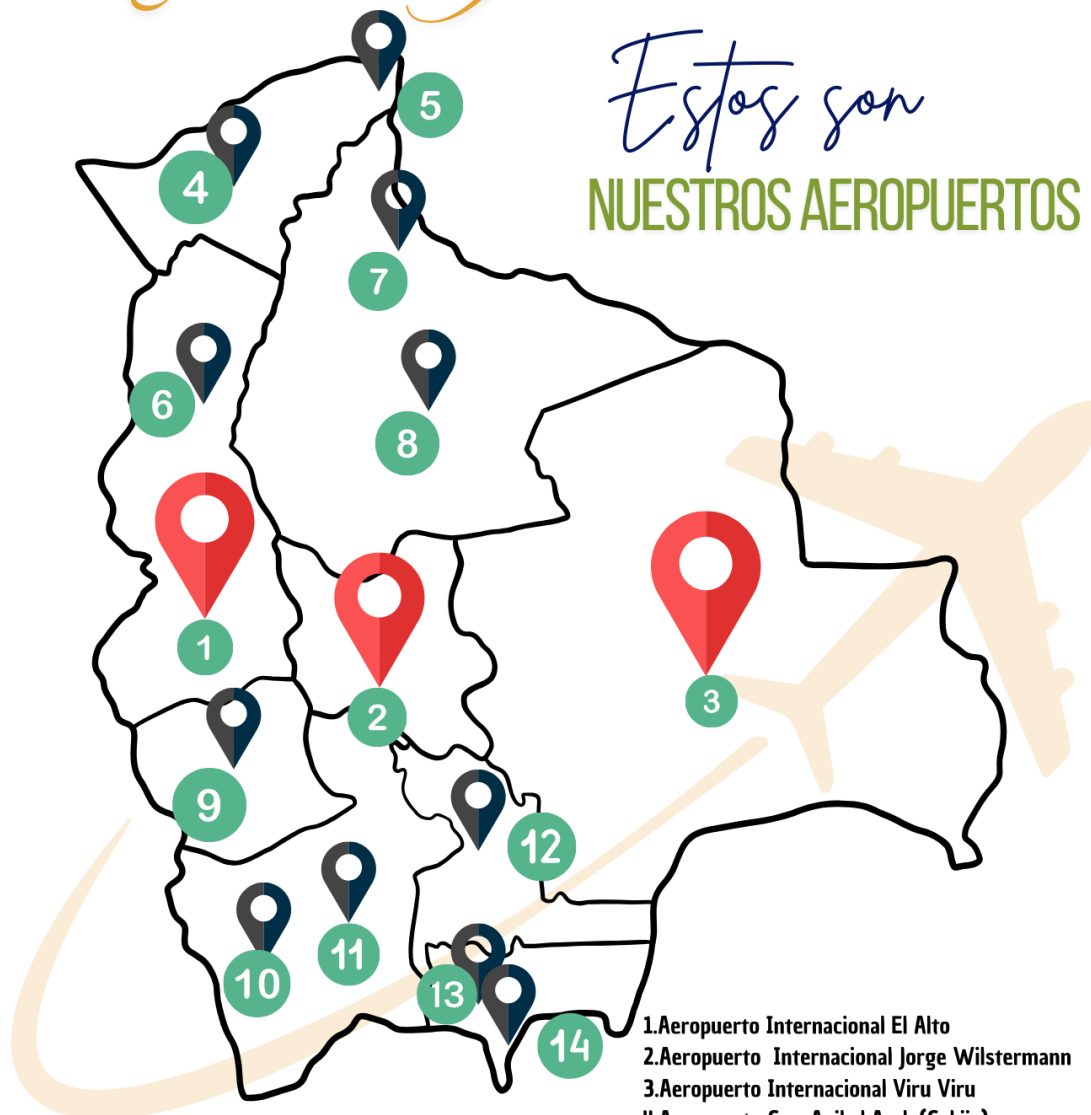 Estos son
NUESTROS AEROPUERTOS
5
4
7
6
8
1
2
3
9
12
11
10
13
14
1.Aeropuerto Internacional El Alto
2.Aeropuerto Internacional Jorge Wilstermann
3.Aeropuerto Internacional Viru Viru